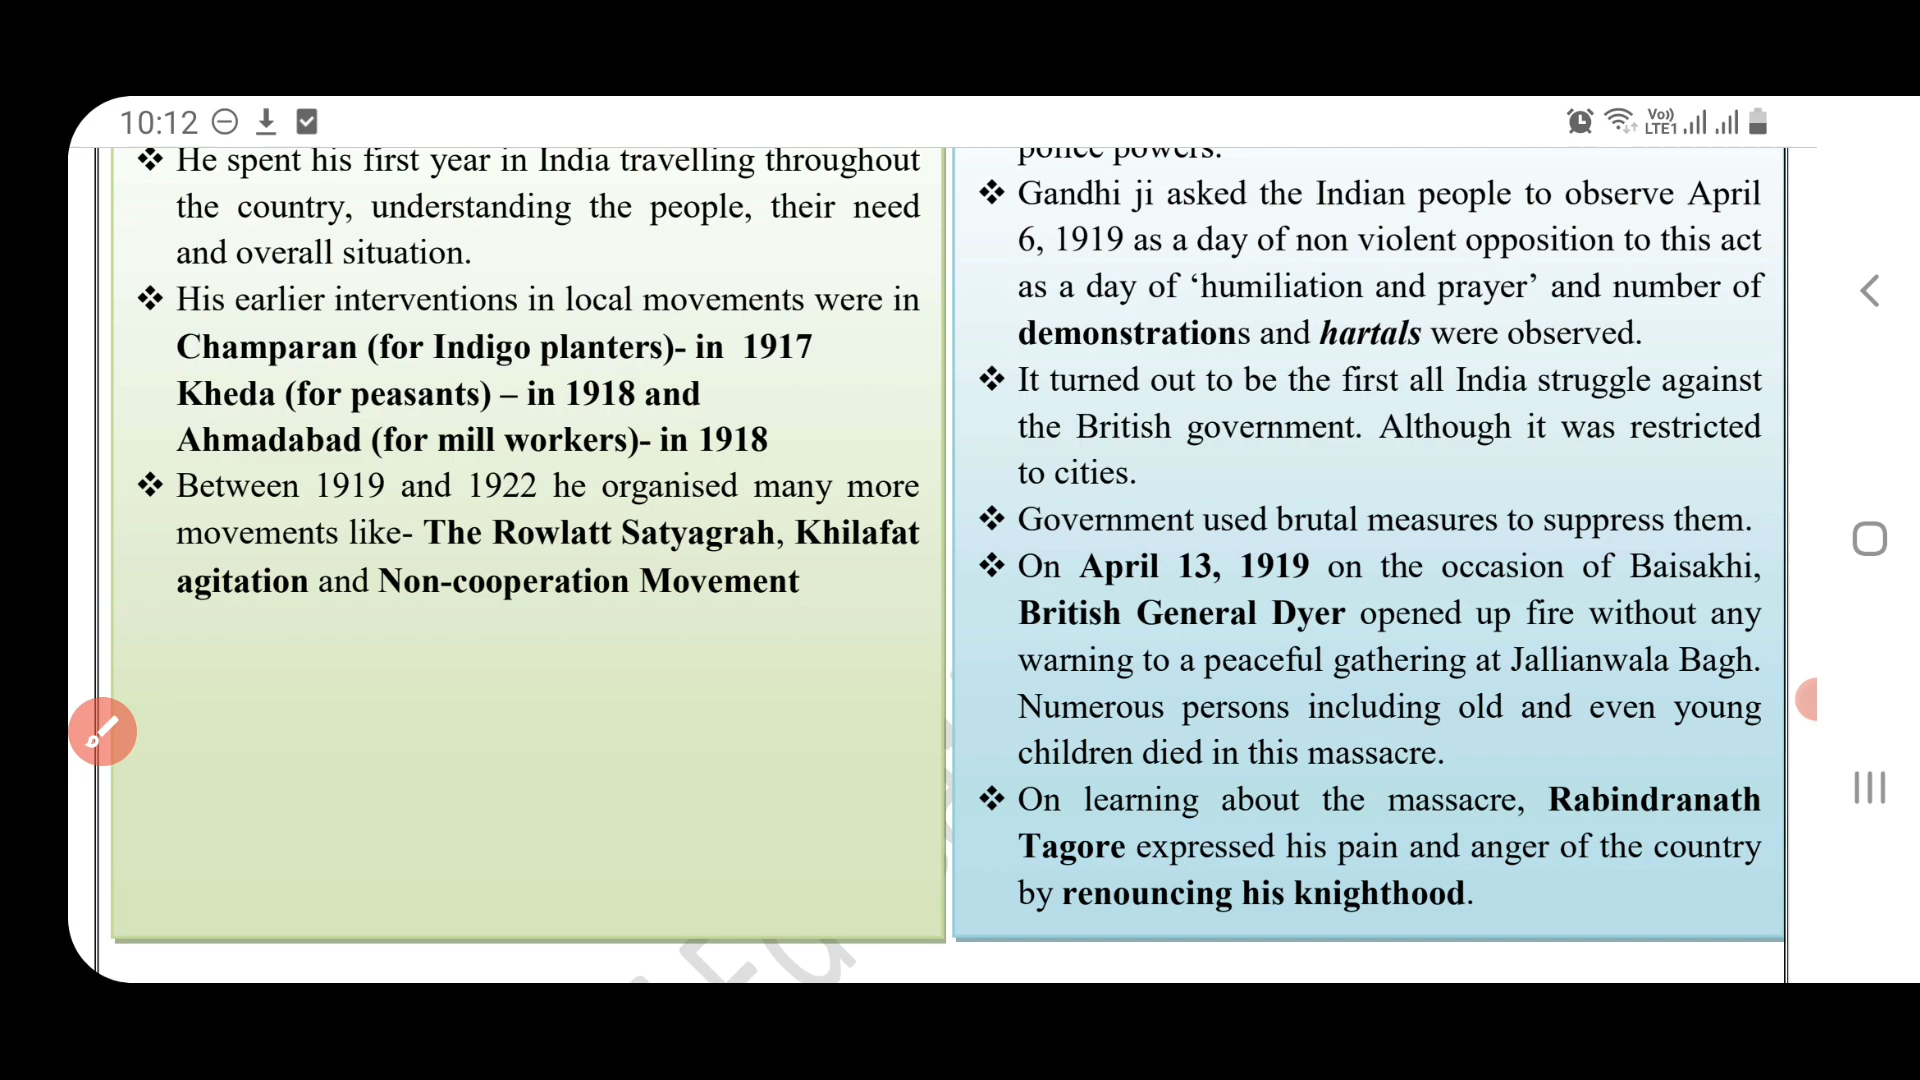 10:12
Vo))
LTE1
❖ He spent his first year in India travelling throughout
the country, understanding the people, their need
and overall situation.
❖ His earlier interventions in local movements were in
Champaran (for Indigo planters)- in 1917
Kheda (for peasants) – in 1918 and
Ahmadabad (for mill workers)- in 1918
❖ Between 1919 and 1922 he organised many more
movements like- The Rowlatt Satyagrah, Khilafat
agitation and Non-cooperation Movement
police powers.
❖ Gandhi ji asked the Indian people to observe April
6, 1919 as a day of non violent opposition to this act
as a day of ‘humiliation and prayer’ and number of
demonstrations and hartals were observed.
❖ It turned out to be the first all India struggle against
the British government. Although it was restricted
to cities.
❖ Government used brutal measures to suppress them.
❖ On April 13, 1919 on the occasion of Baisakhi,
British General Dyer opened up fire without any
warning to a peaceful gathering at Jallianwala Bagh.
Numerous persons including old and even young
children died in this massacre.
❖ On learning about the massacre, Rabindranath
Tagore expressed his pain and anger of the country
by renouncing his knighthood.